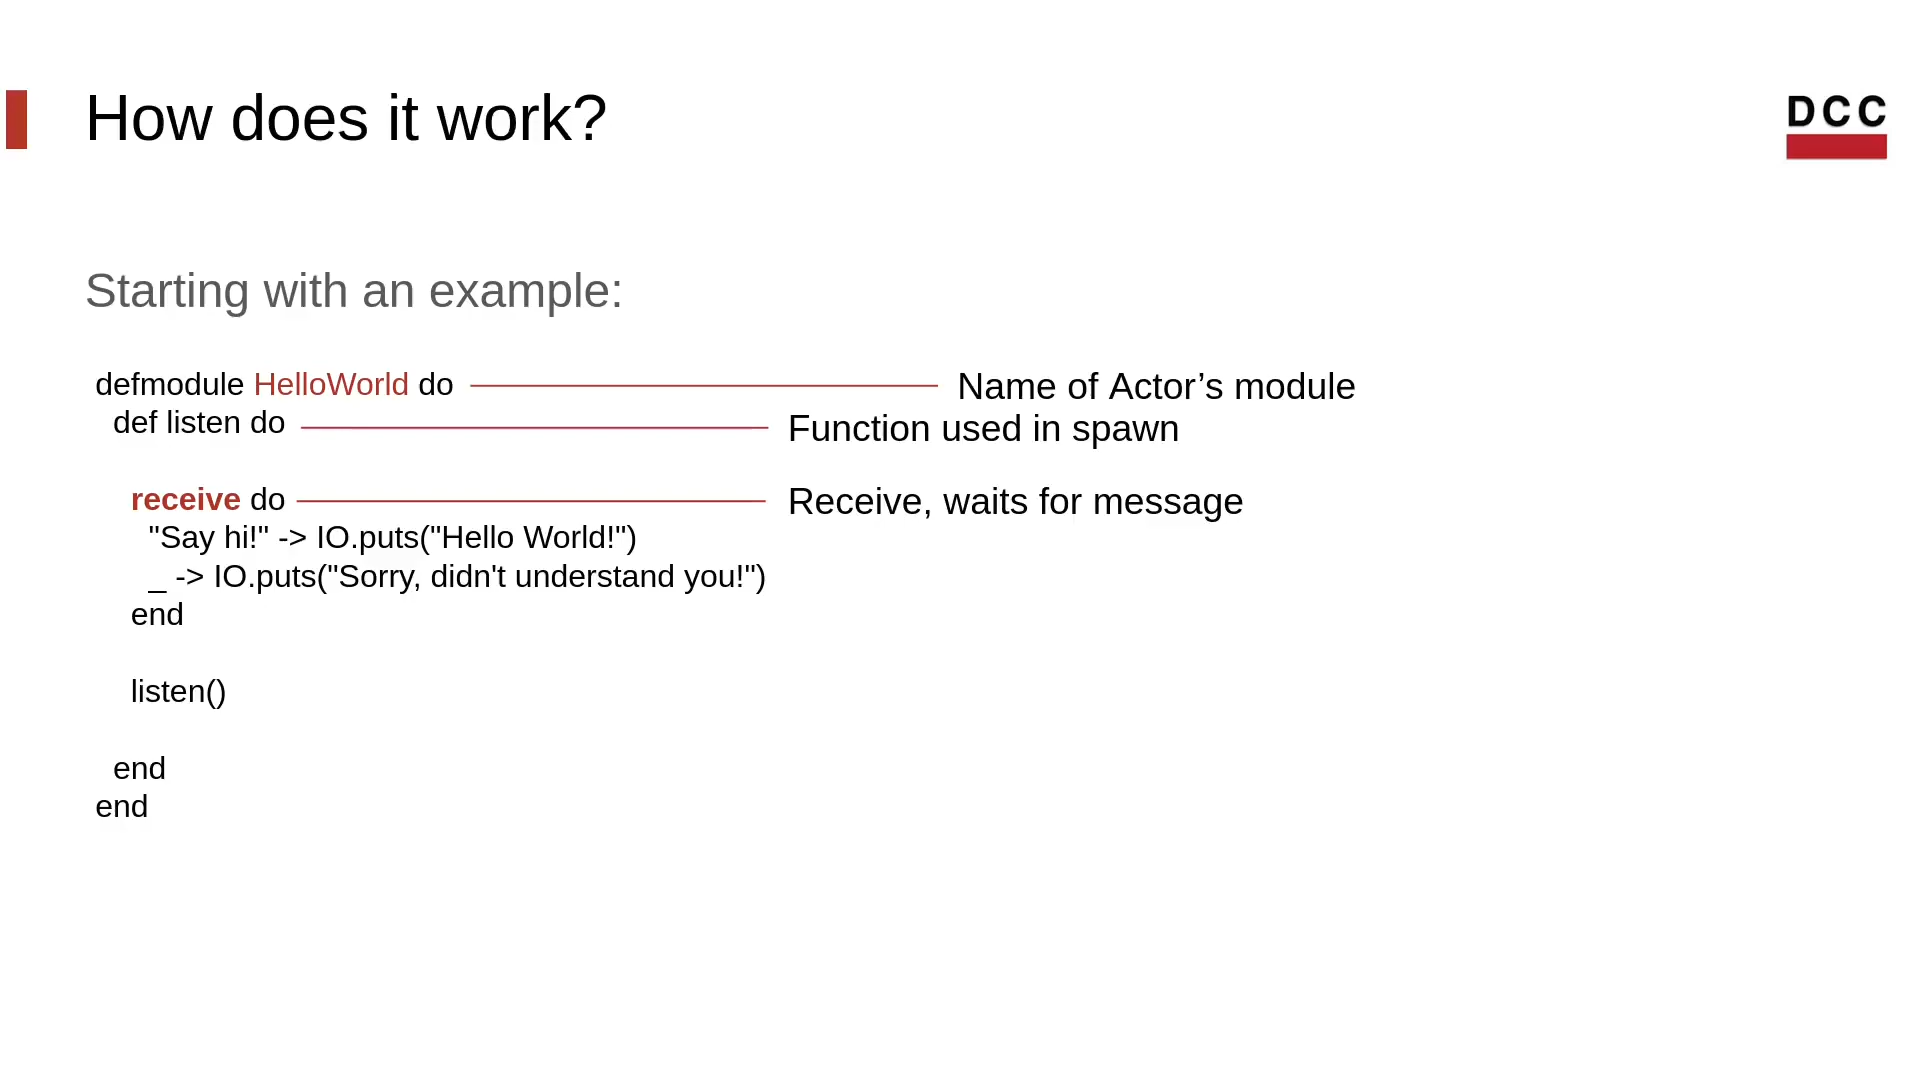 How does it work?
DCC
Starting with an example:
defmodule HelloWorld do
Name of Actor’s module
def listen do
Function used in spawn
receive do
Receive, waits for message
"Say hi!" -> IO.puts("Hello World!")
_ -> IO.puts("Sorry, didn't understand you!")
end
listen()
end
end